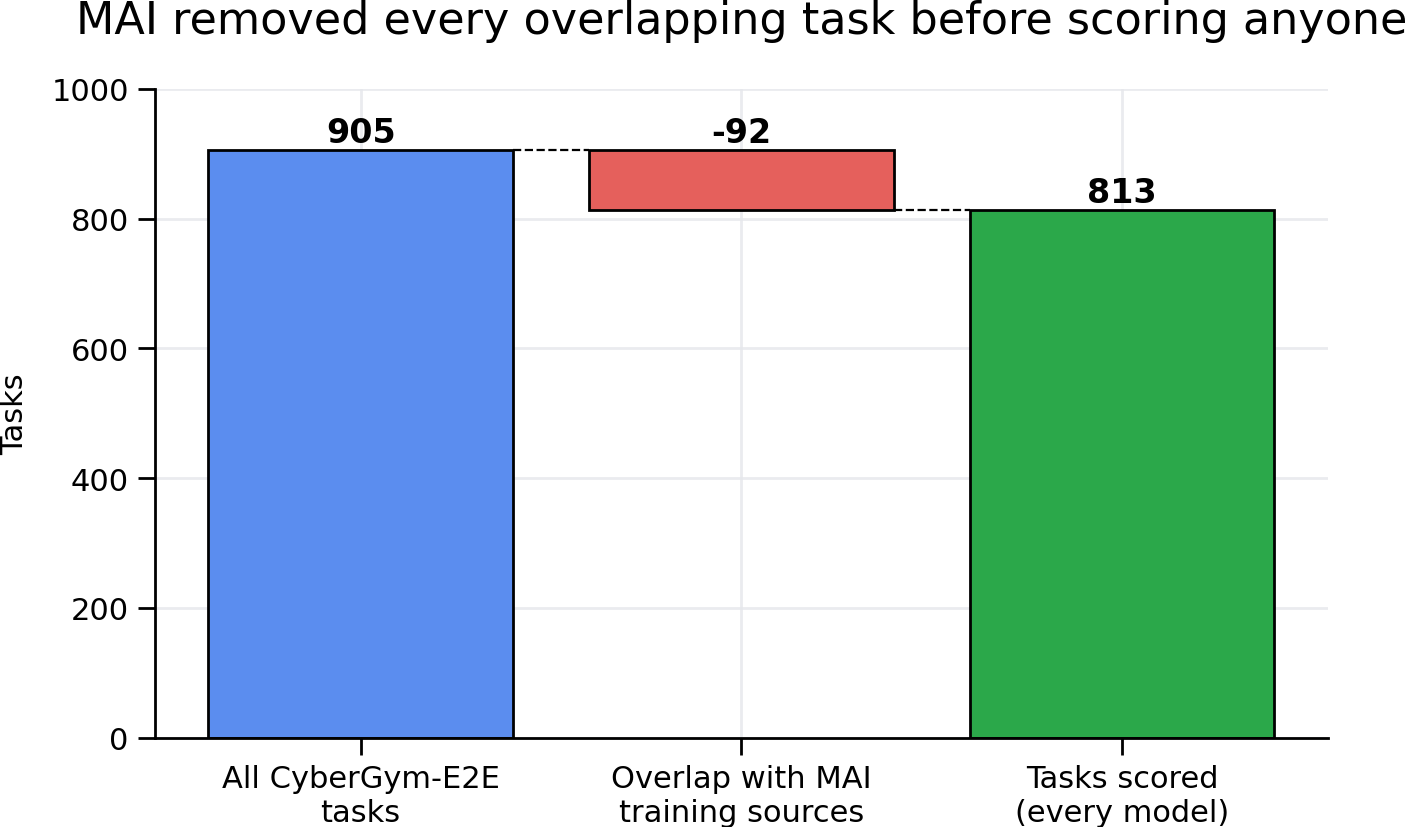 MAI removed every overlapping task before scoring anyone
1000
800
600
400
200
0
Tasks
905
-92
813
All CyberGym-E2E
tasks
Overlap with MAI
training sources
Tasks scored
(every model)